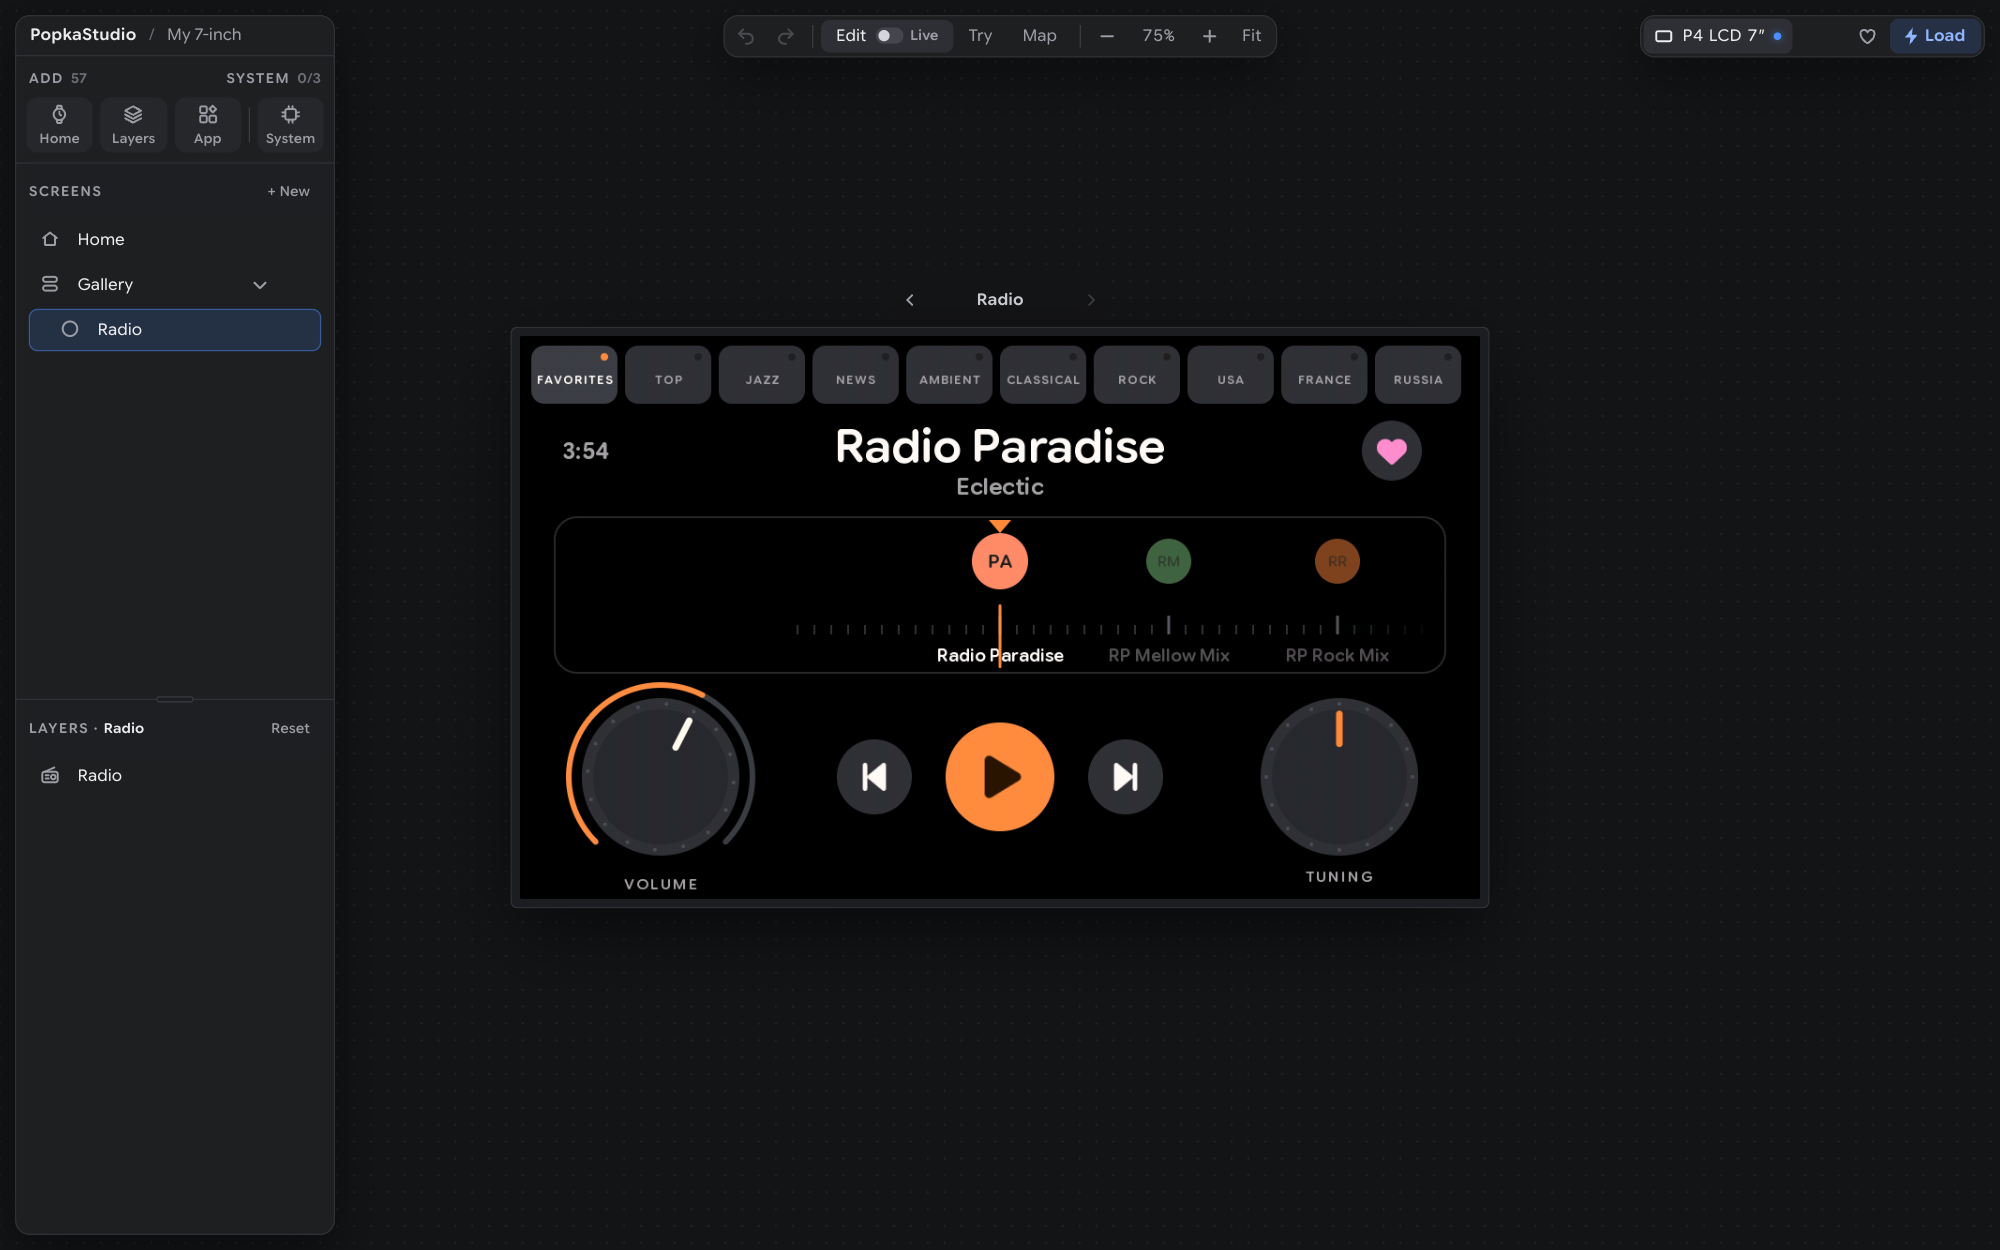 PopkaStudio / My 7-inch
Edit Live Try Map 75% Fit
P4 LCD 7" Load
ADD 57 SYSTEM 0/3
Home Layers App System
SCREENS + New
Home
Gallery
Radio
Radio
FAVORITES TOP JAZZ NEWS AMBIENT CLASSICAL ROCK USA FRANCE RUSSIA
3:54
Radio Paradise
Eclectic
PA RM RR
Radio Paradise RP Mellow Mix RP Rock Mix
VOLUME TUNING
LAYERS · Radio Reset
Radio